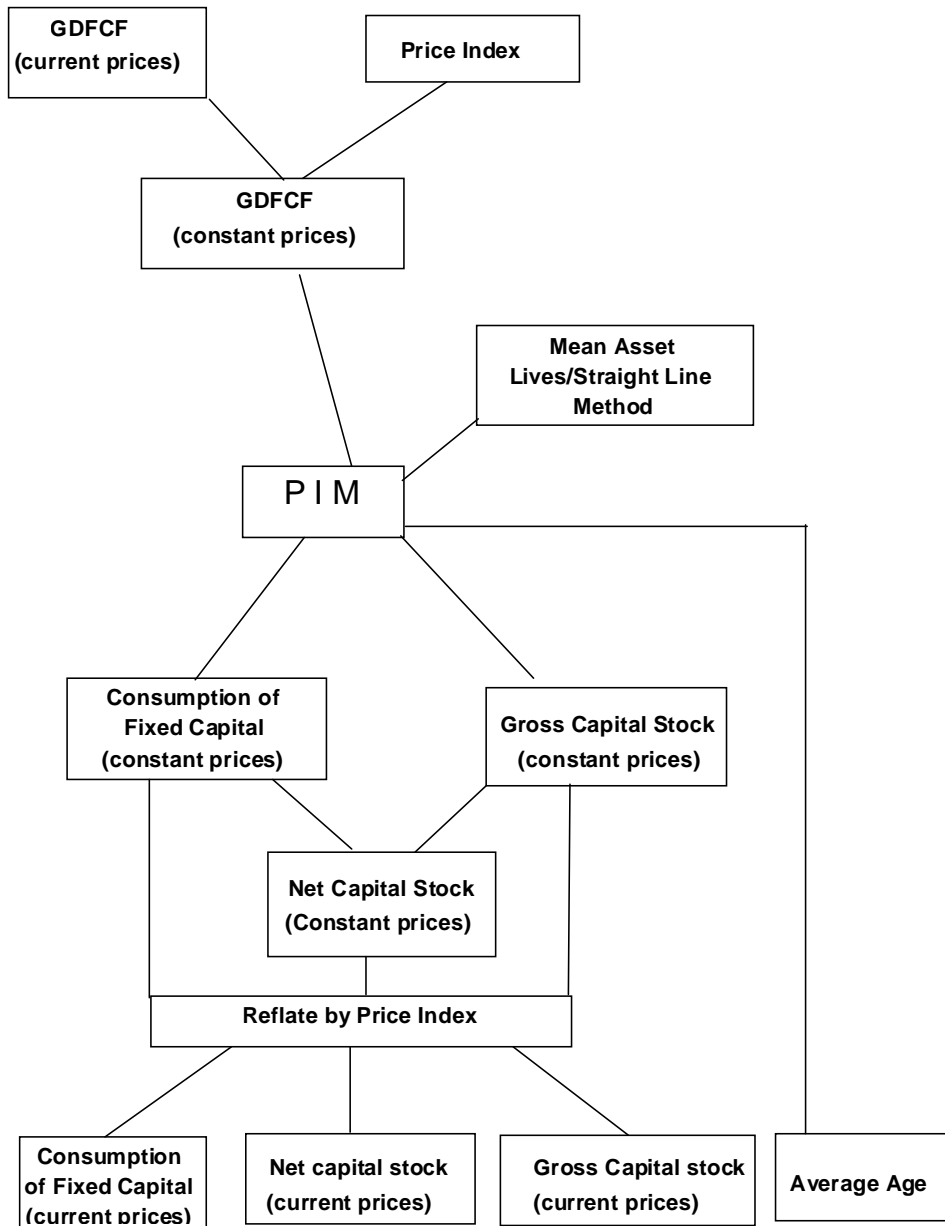 GDFCF
(current prices)
Price Index
GDFCF
(constant prices)
Mean Asset
Lives/Straight Line
Method
P I M
Consumption of
Fixed Capital
(constant prices)
Gross Capital Stock
(constant prices)
Net Capital Stock
(Constant prices)
Reflate by Price Index
Consumption
of Fixed Capital
(current prices)
Net capital stock
(current prices)
Gross Capital stock
(current prices)
Average Age